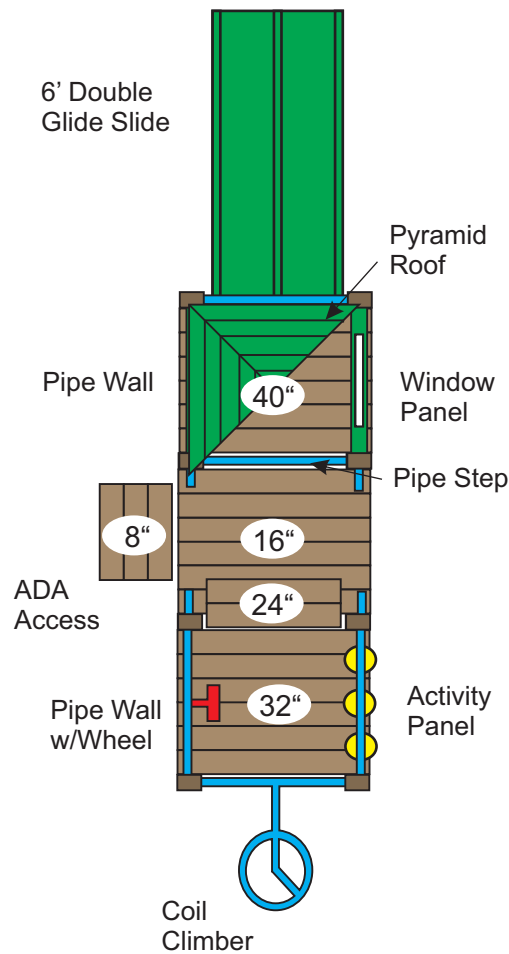 6’ Double
Glide Slide
Pyramid
Roof
Pipe Wall
40“
Window
Panel
Pipe Step
8“
16“
ADA
Access
24“
Pipe Wall
w/Wheel
32“
Activity
Panel
Coil
Climber